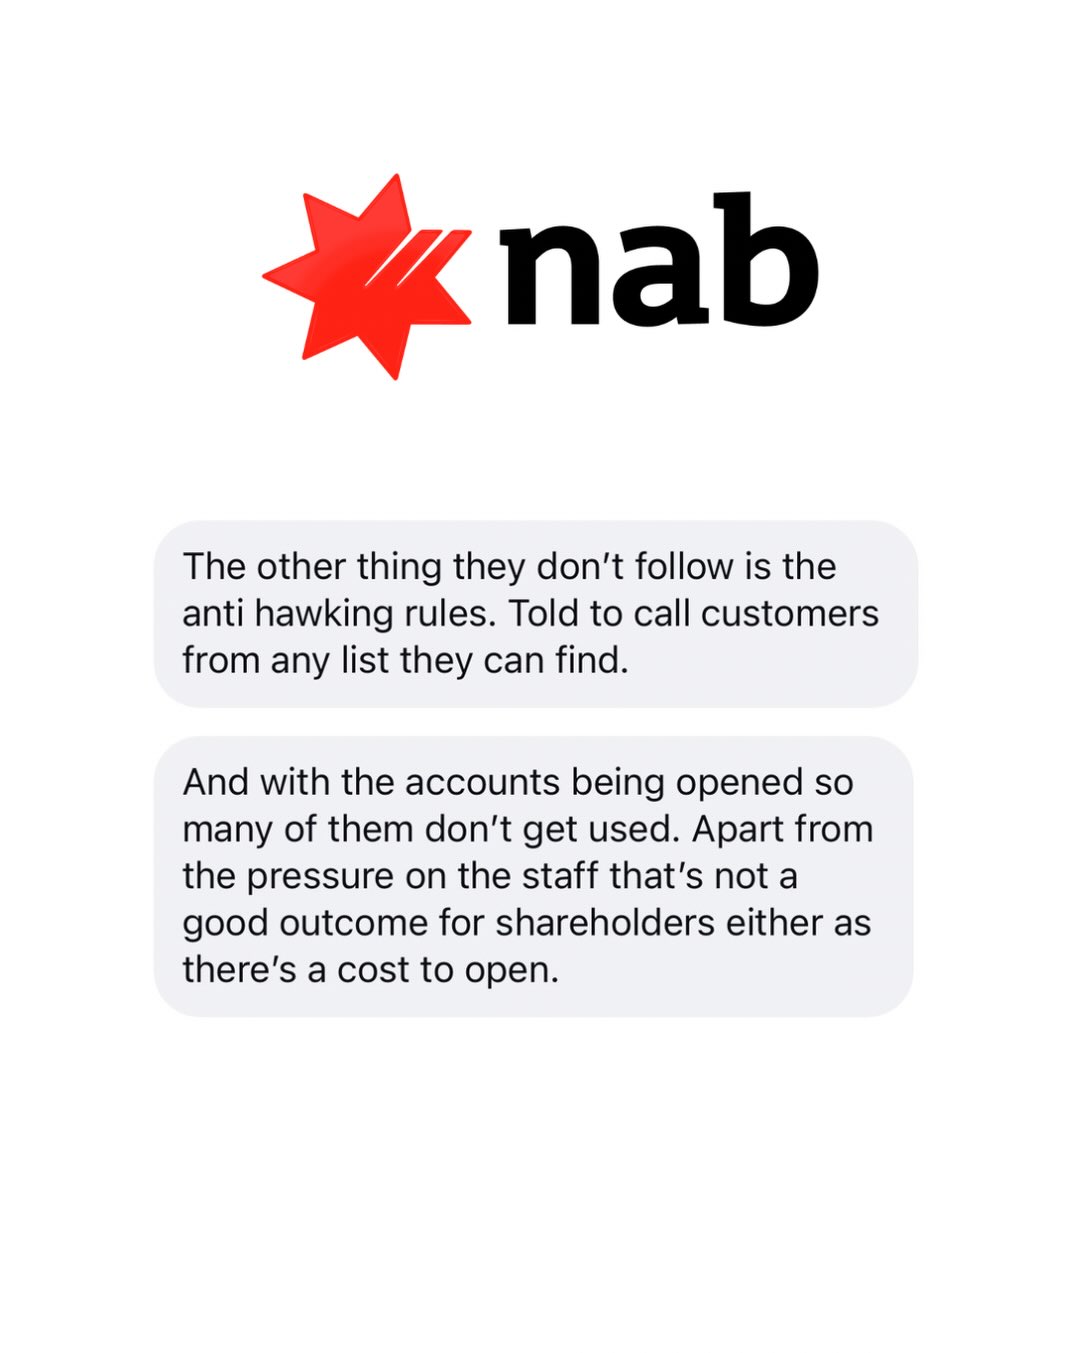 nab
The other thing they don’t follow is the
anti hawking rules. Told to call customers
from any list they can find.
And with the accounts being opened so
many of them don’t get used. Apart from
the pressure on the staff that’s not a
good outcome for shareholders either as
there’s a cost to open.